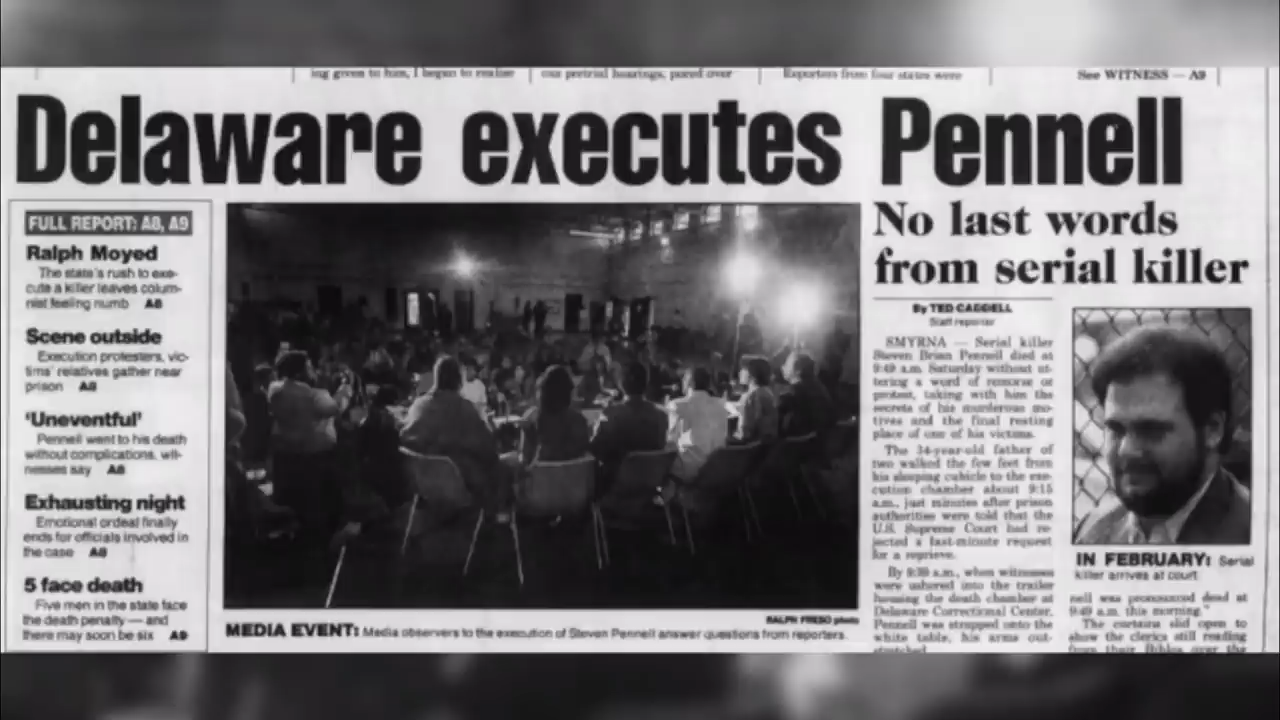 ing given to him, I began to realize
our pretrial hearings, pored over
Reporters from four states were
See WITNESS — A9
Delaware executes Pennell
FULL REPORT: A8, A9
Ralph Moyed
The state's rush to exe-
cute a killer leaves colum-
nist feeling numb A8
Scene outside
Execution protesters, vic-
tims' relatives gather near
prison A8
'Uneventful'
Pennell went to his death
without complications, wit-
nesses say A8
Exhausting night
Emotional ordeal finally
ends for officials involved in
the case A8
5 face death
Five men in the state face
the death penalty — and
there may soon be six A9
RALPH FRESO photo
MEDIA EVENT: Media observers to the execution of Steven Pennell answer questions from reporters.
No last words
from serial killer
By TED CADDELL
Staff reporter
SMYRNA — Serial killer
Steven Brian Pennell died at
9:49 a.m. Saturday without ut-
tering a word of remorse or
protest, taking with him the
secrets of his murderous mo-
tives and the final resting
place of one of his victims.
The 34-year-old father of
two walked the few feet from
his sleeping cubicle to the exe-
cution chamber about 9:15
a.m., just minutes after prison
authorities were told that the
U.S. Supreme Court had re-
jected a last-minute request
for a reprieve.
By 9:39 a.m., when witnesses
were ushered into the trailer
housing the death chamber at
Delaware Correctional Center,
Pennell was strapped onto the
white table, his arms out-
stretched.
IN FEBRUARY: Serial
killer arrives at court
nell was pronounced dead at
9:49 a.m. this morning."
The curtains slid open to
show the clerics still reading
from their Bibles over the